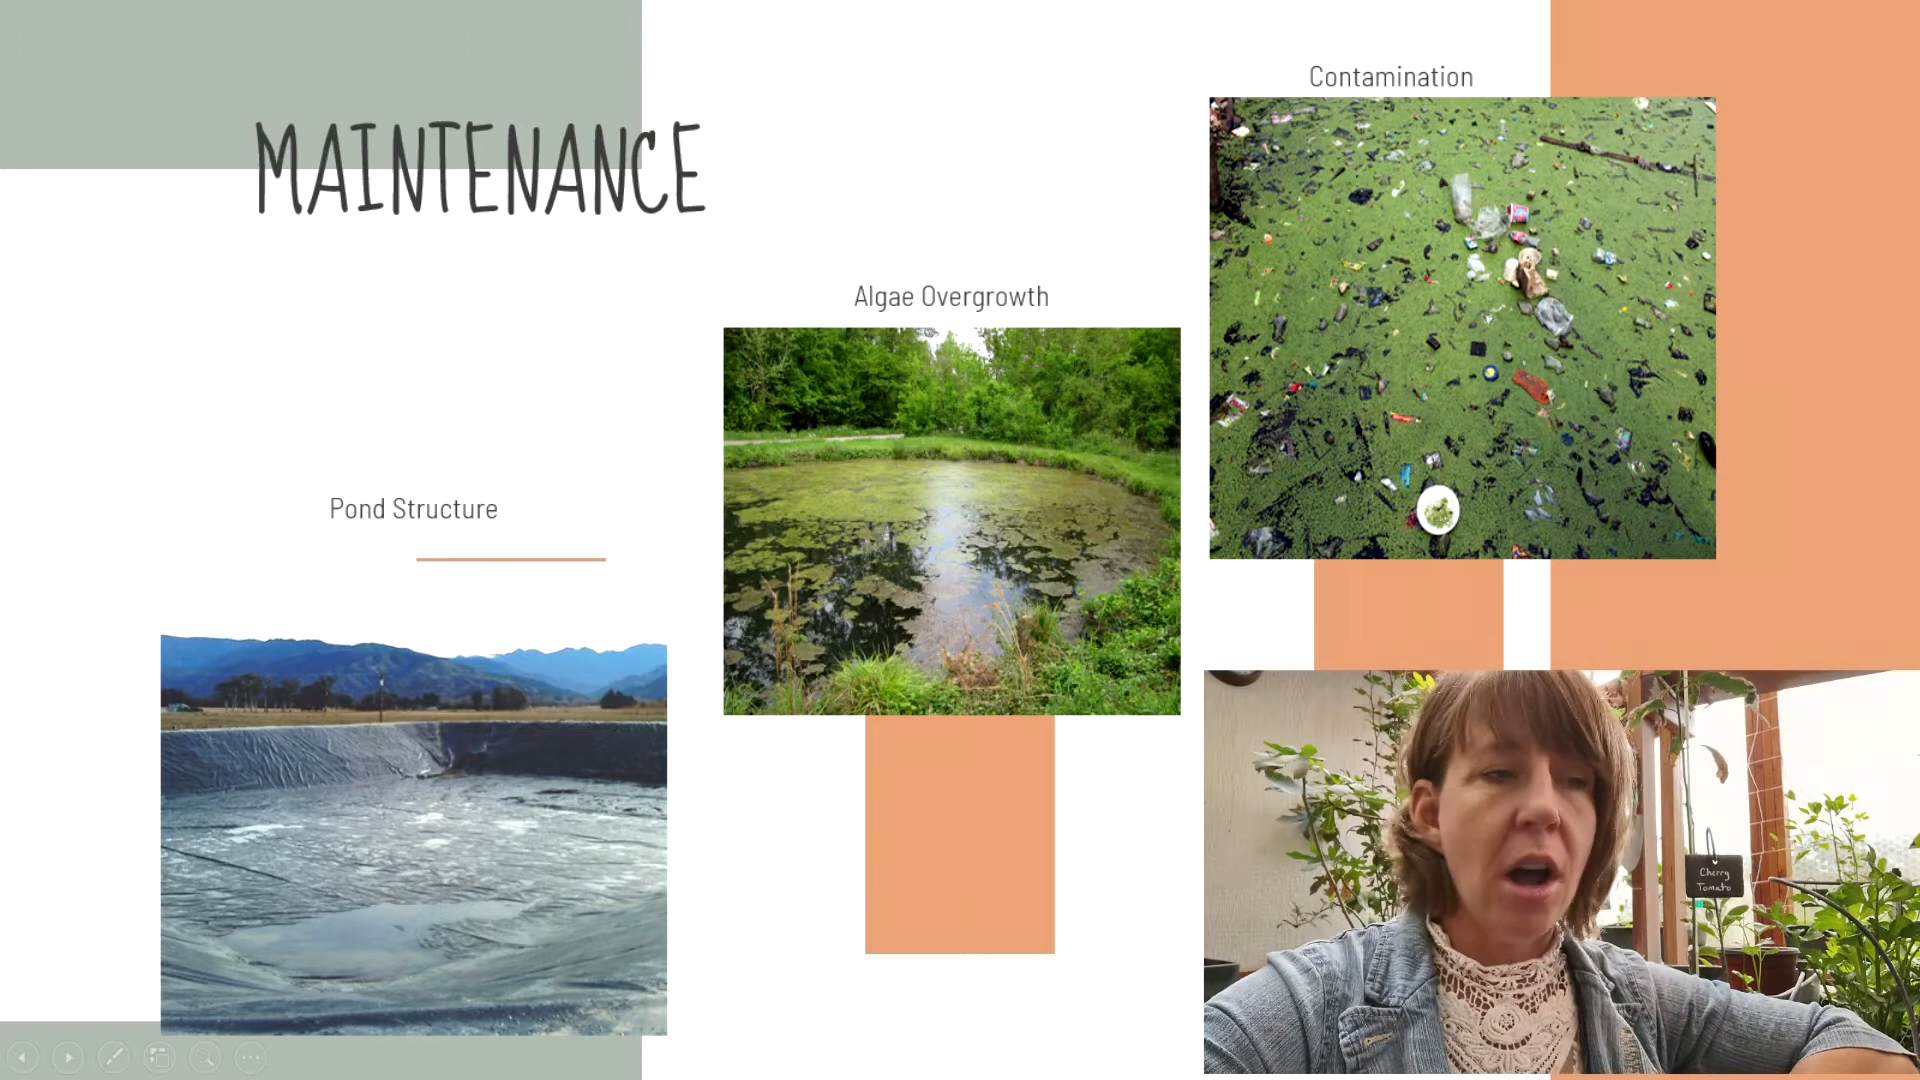 MAINTENANCE
Contamination
Algae Overgrowth
Pond Structure
Cherry
Tomato